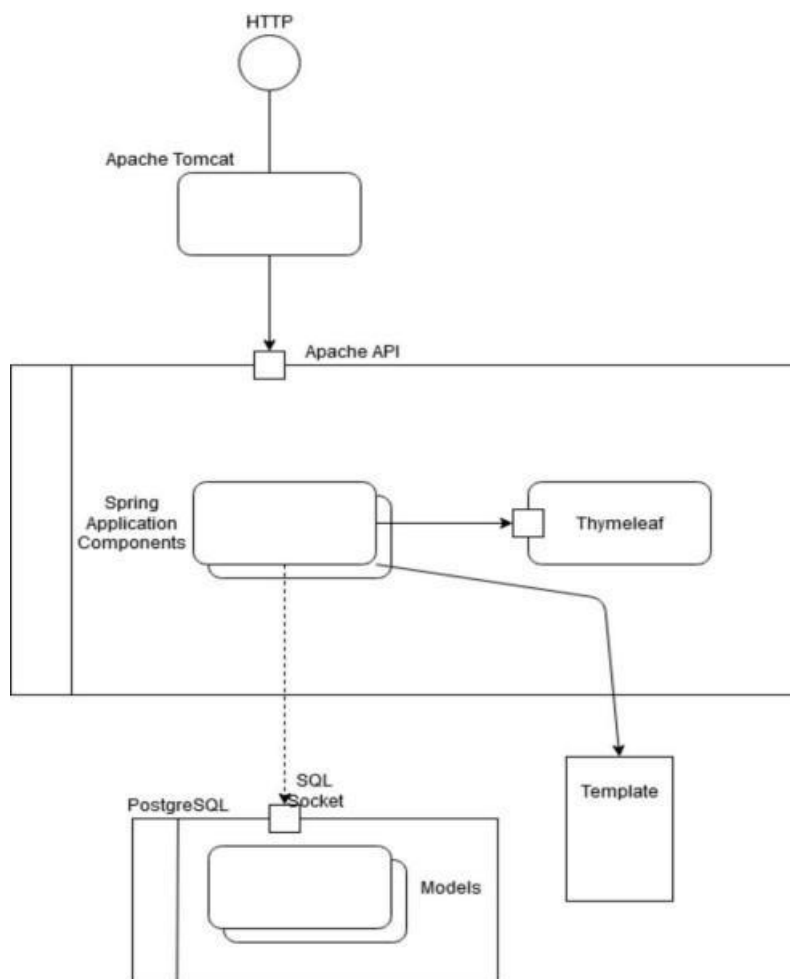 HTTP
Apache Tomcat
Apache API
Spring
Application
Components
Thymeleaf
SQL
Socket
PostgreSQL
Template
Models